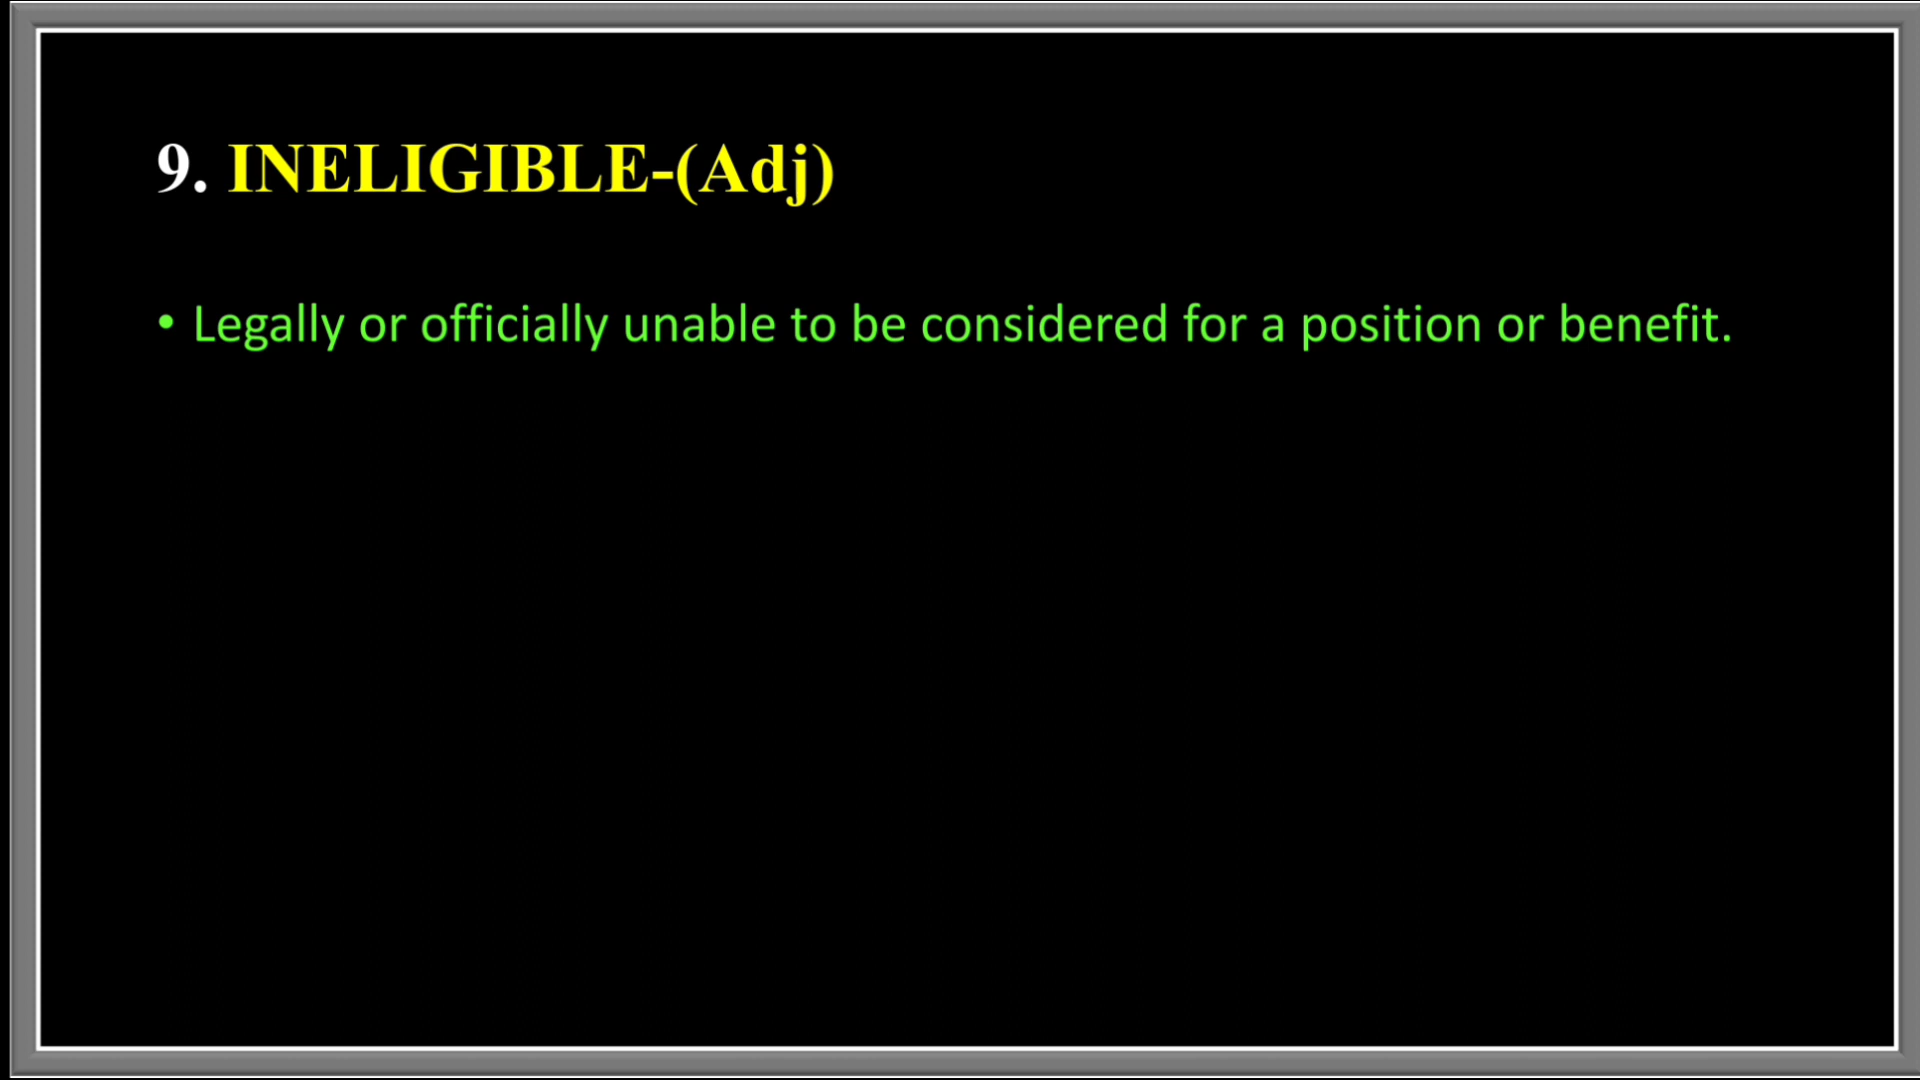 9. INELIGIBLE-(Adj)
• Legally or officially unable to be considered for a position or benefit.